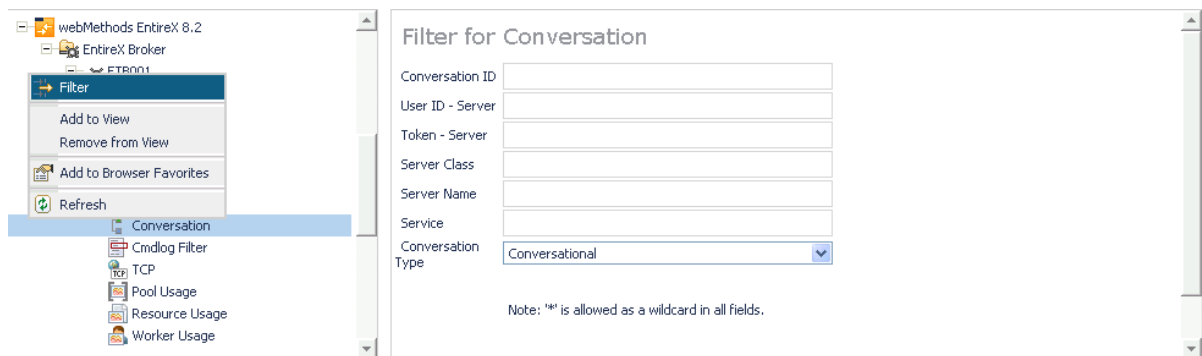 webMethods EntireX 8.2
EntireX Broker
ETB001
Filter
Add to View
Remove from View
Add to Browser Favorites
Refresh
Conversation
Cmdlog Filter
TCP
TCP
Pool Usage
Resource Usage
Worker Usage
Filter for Conversation
Conversation ID
User ID - Server
Token - Server
Server Class
Server Name
Service
Conversation
Type
Conversational
Note: '*' is allowed as a wildcard in all fields.